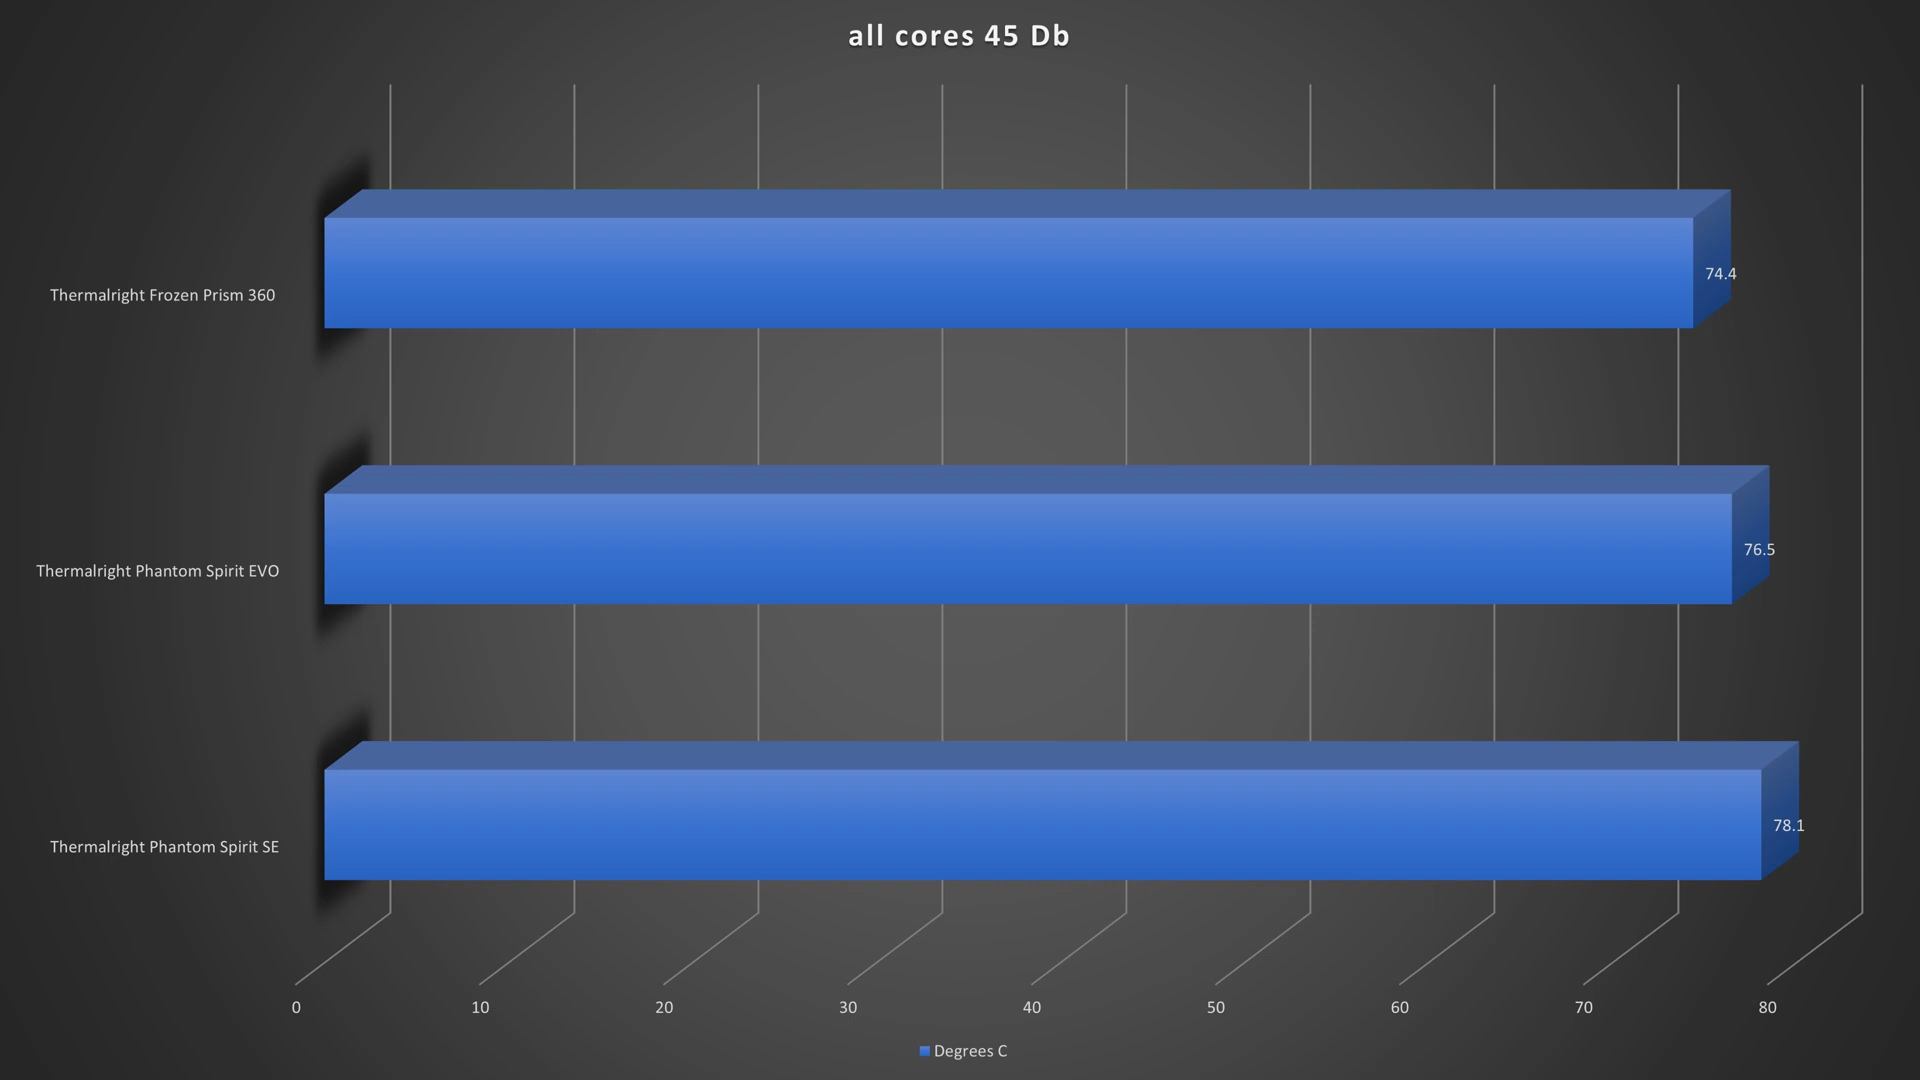 all cores 45 Db
Thermalright Frozen Prism 360
74.4
Thermalright Phantom Spirit EVO
76.5
Thermalright Phantom Spirit SE
78.1
0 10 20 30 40 50 60 70 80
Degrees C